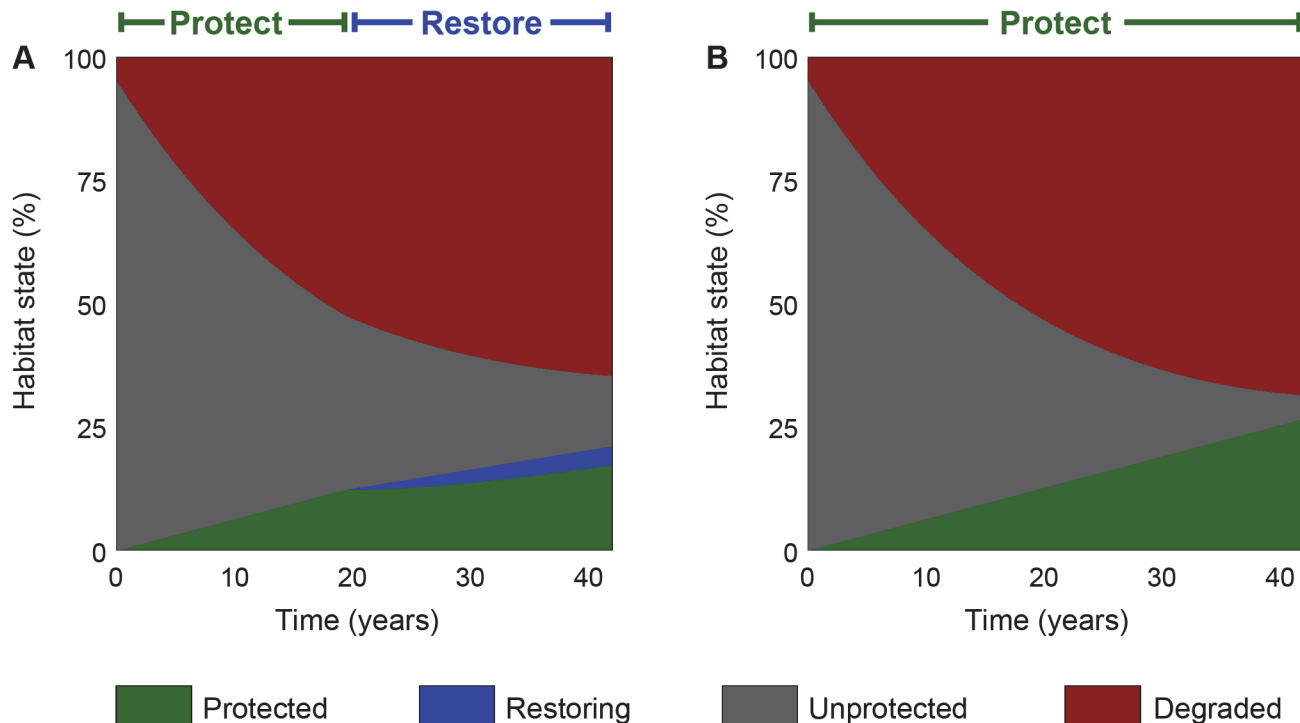 Protect Restore
A
100
75
50
25
0
Habitat state (%)
0 10 20 30 40
Time (years)
Protect
B
100
75
50
25
0
Habitat state (%)
0 10 20 30 40
Time (years)
Protected Restoring Unprotected Degraded